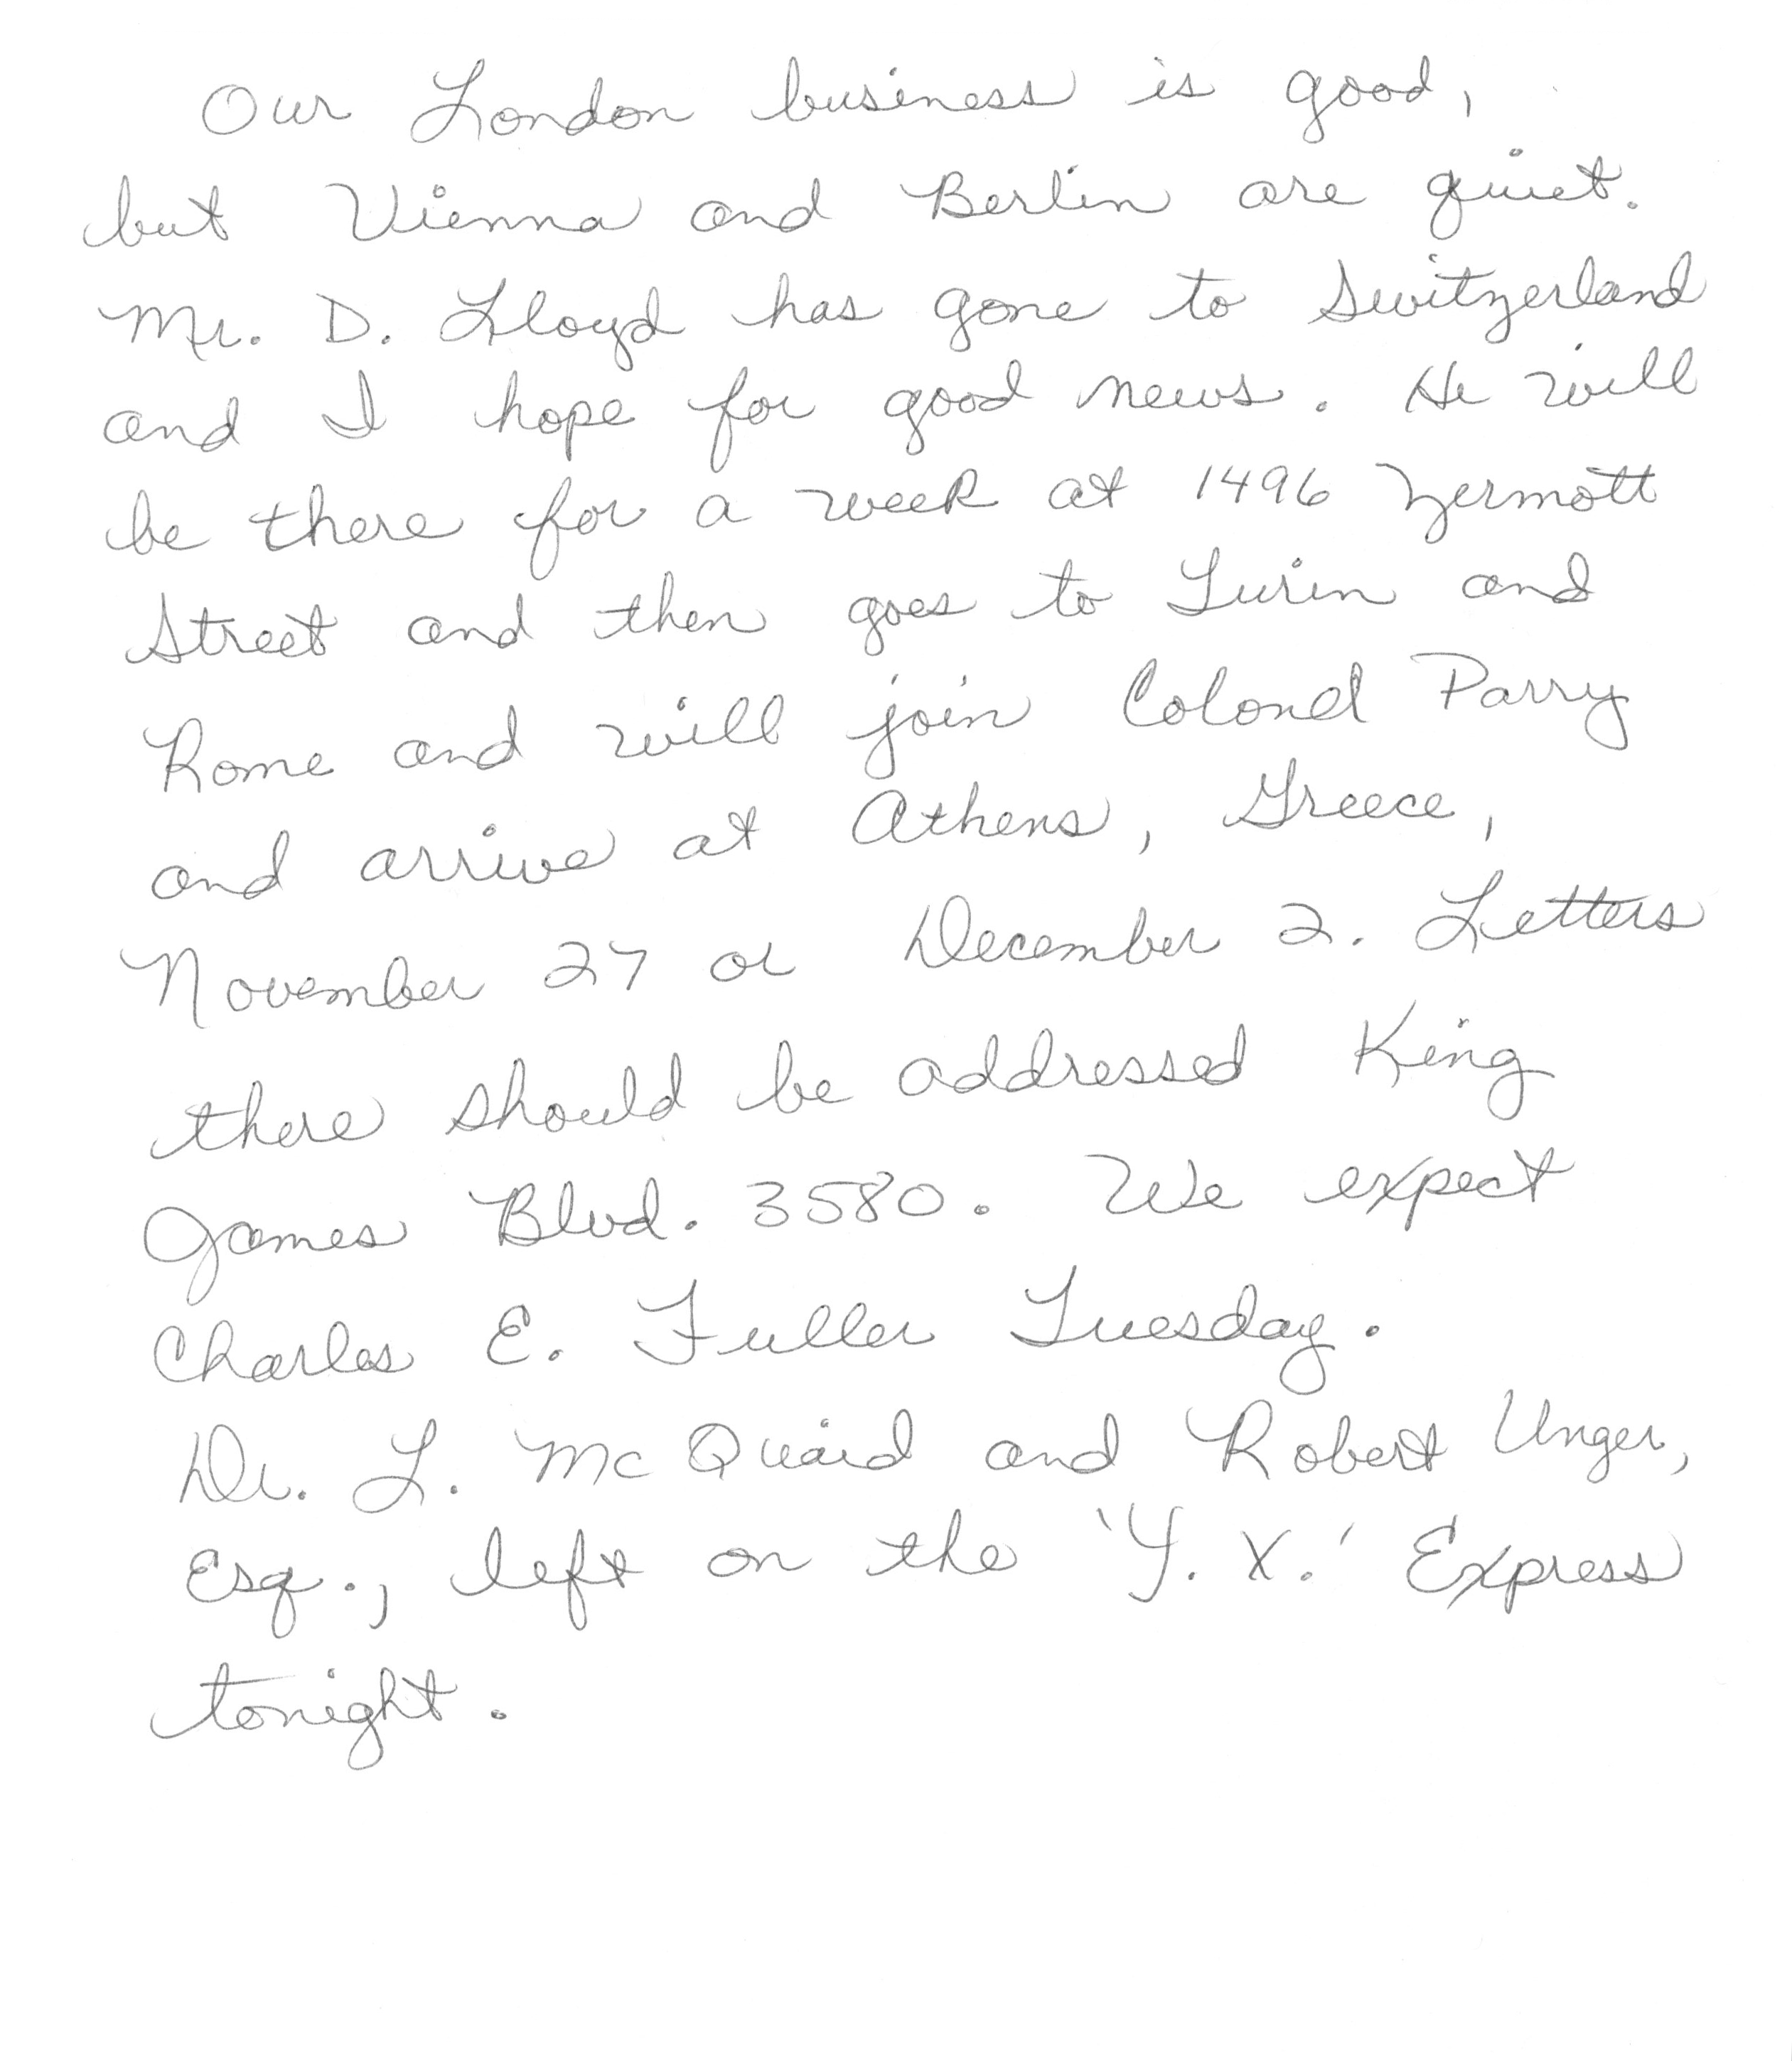 Our London business is good,
but Vienna and Berlin are quiet.
Mr. D. Lloyd has gone to Switzerland
and I hope for good news. He will
be there for a week at 1496 Zermott
Street and then goes to Turin and
Rome and will join Colonel Parry
and arrive at Athens, Greece,
November 27 or December 2. Letters
there should be addressed King
James Blvd. 3580. We expect
Charles E. Fuller Tuesday.
Dr. L. Mc Quaid and Robert Unger,
Esq., left on the 'Y. X.' Express
tonight.